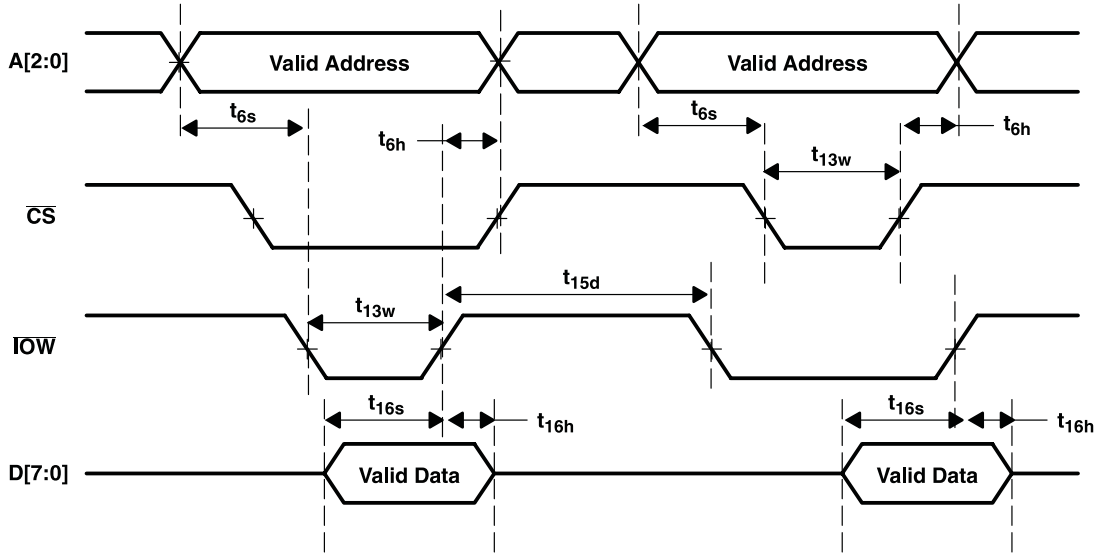 A[2:0]
Valid Address
Valid Address
t6s
t6h
t6s
t6h
t13w
CS
t15d
t13w
IOW
t16s
t16h
t16s
t16h
D[7:0]
Valid Data
Valid Data